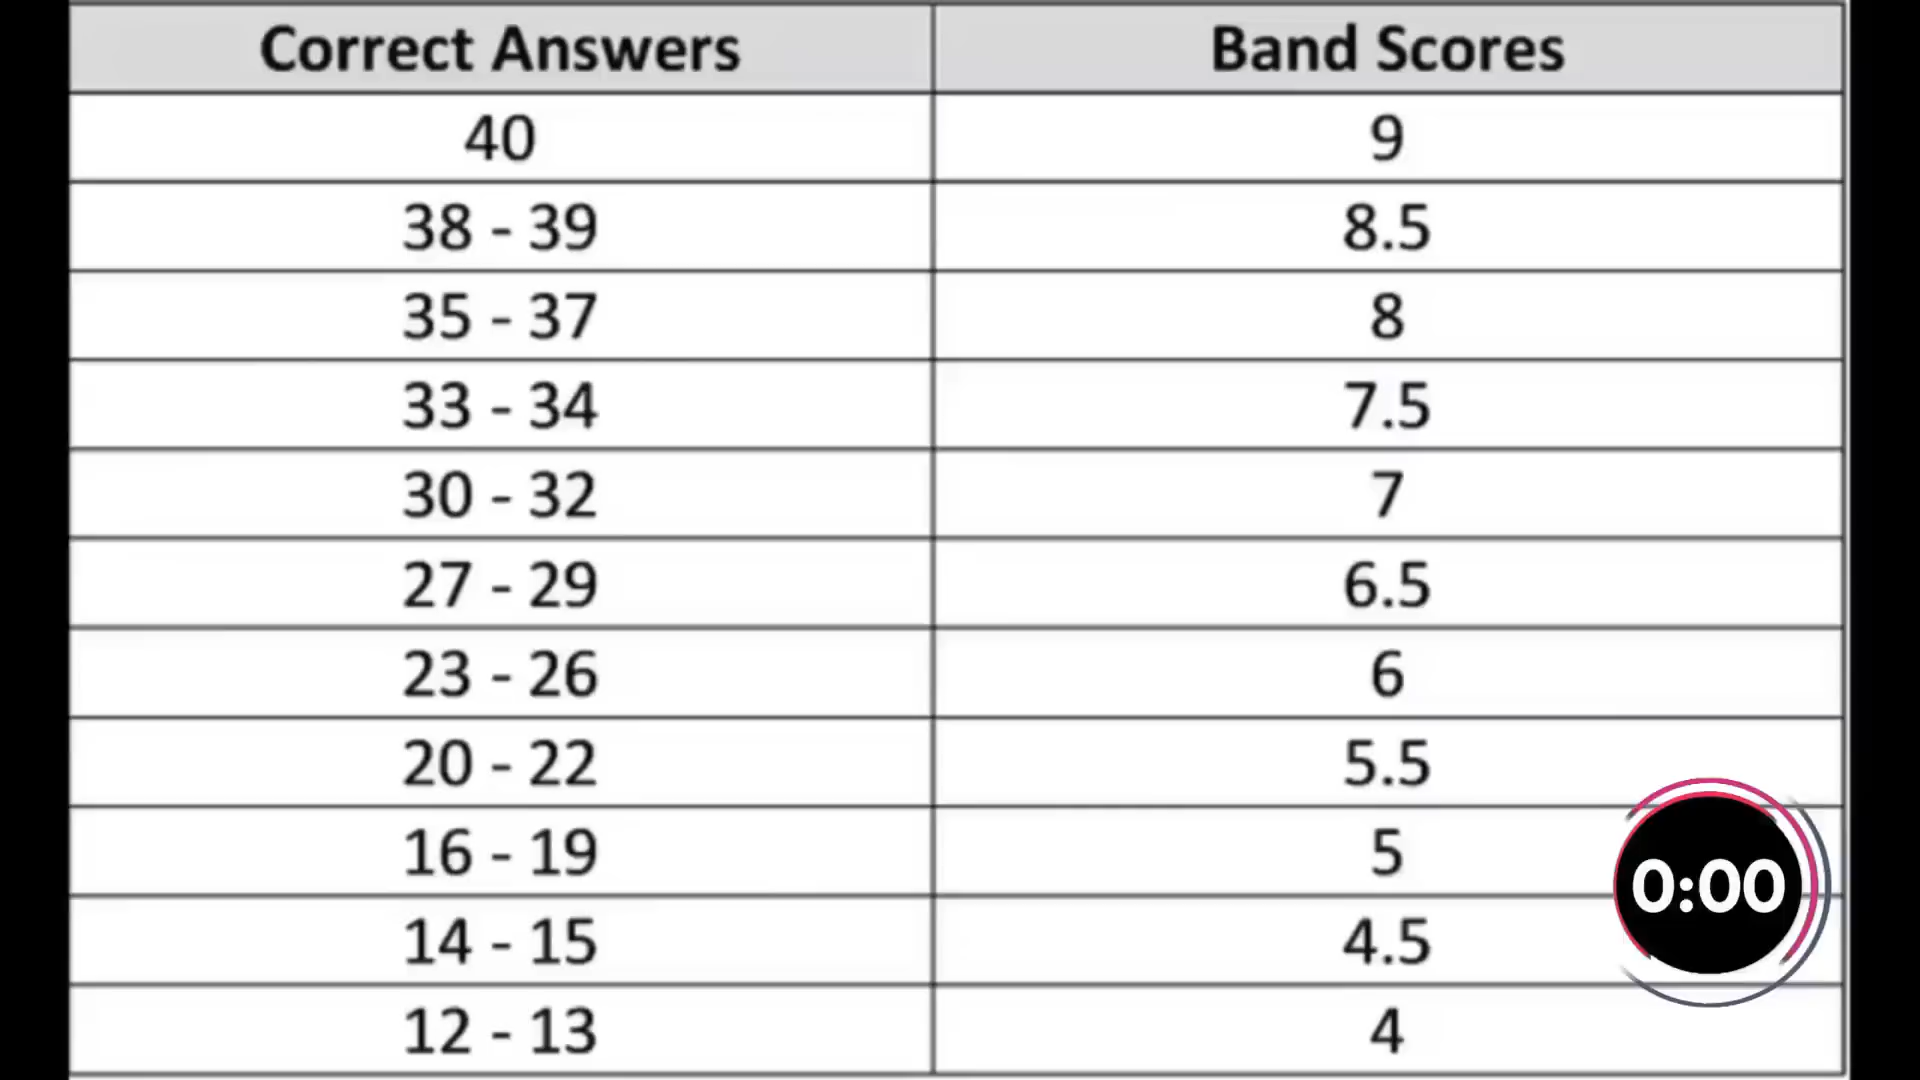 Correct Answers Band Scores
40 9
38 - 39 8.5
35 - 37 8
33 - 34 7.5
30 - 32 7
27 - 29 6.5
23 - 26 6
20 - 22 5.5
16 - 19 5
0:00
14 - 15 4.5
12 - 13 4